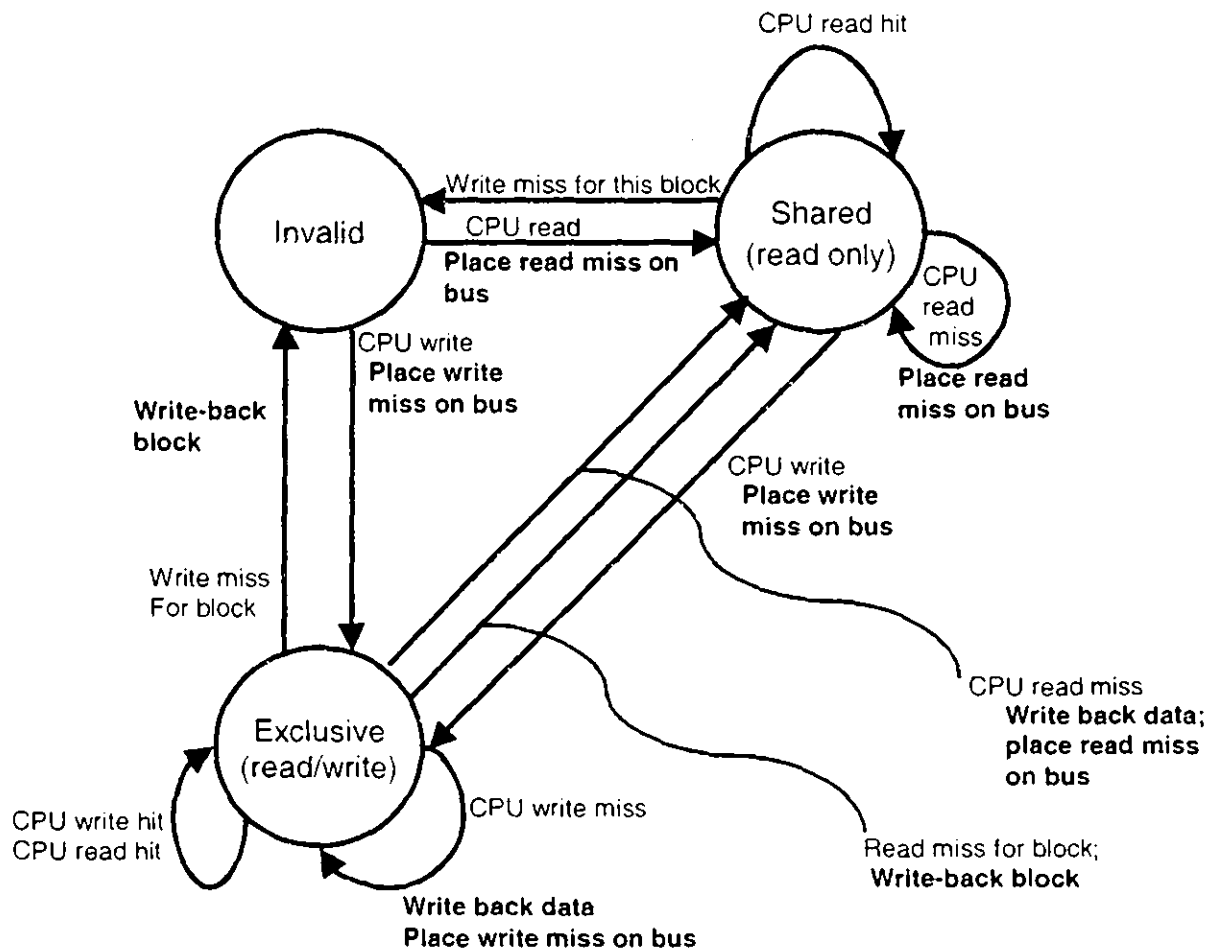 CPU read hit
Invalid
Write miss for this block
CPU read
Place read miss on
bus
Shared
(read only)
CPU
read
miss
Place read
miss on bus
CPU write
Place write
miss on bus
Write-back
block
CPU write
Place write
miss on bus
Write miss
For block
Exclusive
(read/write)
CPU write hit
CPU read hit
CPU write miss
Write back data
Place write miss on bus
CPU read miss
Write back data;
place read miss
on bus
Read miss for block;
Write-back block